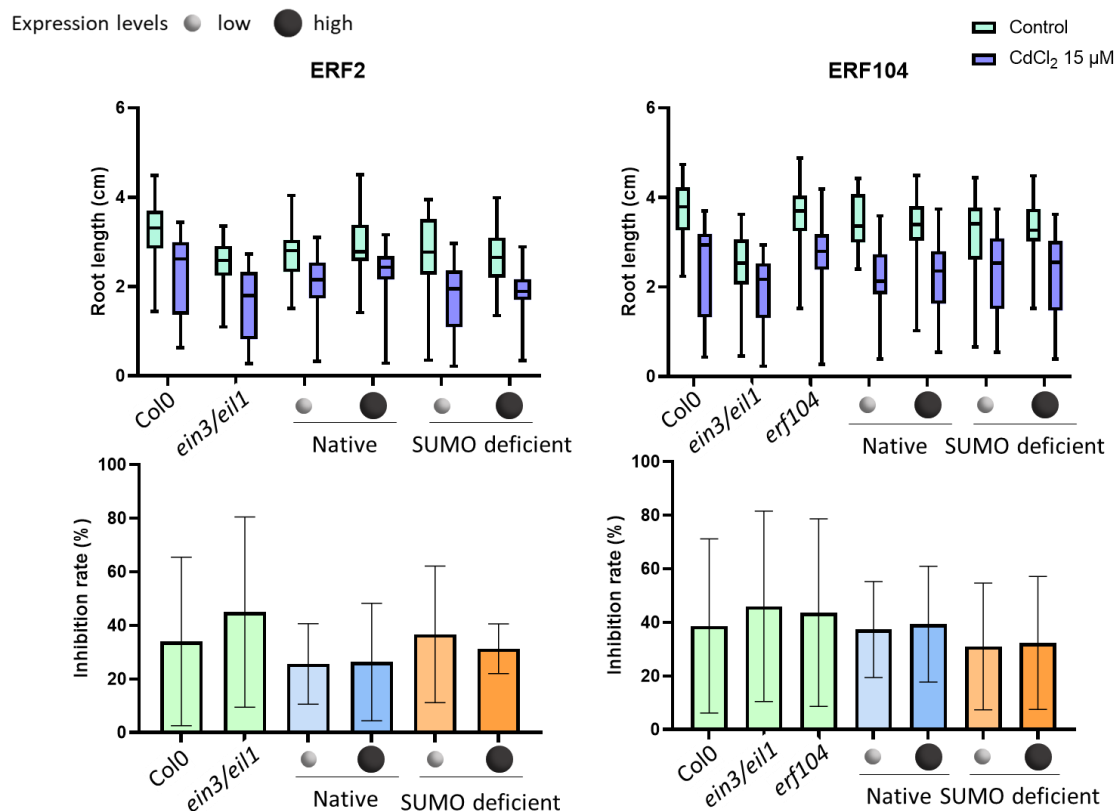 Expression levels low high
Control
CdCl2 15 µM
ERF2
ERF104
Root length (cm)
6
4
2
0
Col0
ein3/eil1
Native
SUMO deficient
Root length (cm)
6
4
2
0
Col0
ein3/eil1
erf104
Native
SUMO deficient
Inhibition rate (%)
100
80
60
40
20
0
Col0
ein3/eil1
Native
SUMO deficient
Inhibition rate (%)
100
80
60
40
20
0
Col0
ein3/eil1
erf104
Native
SUMO deficient